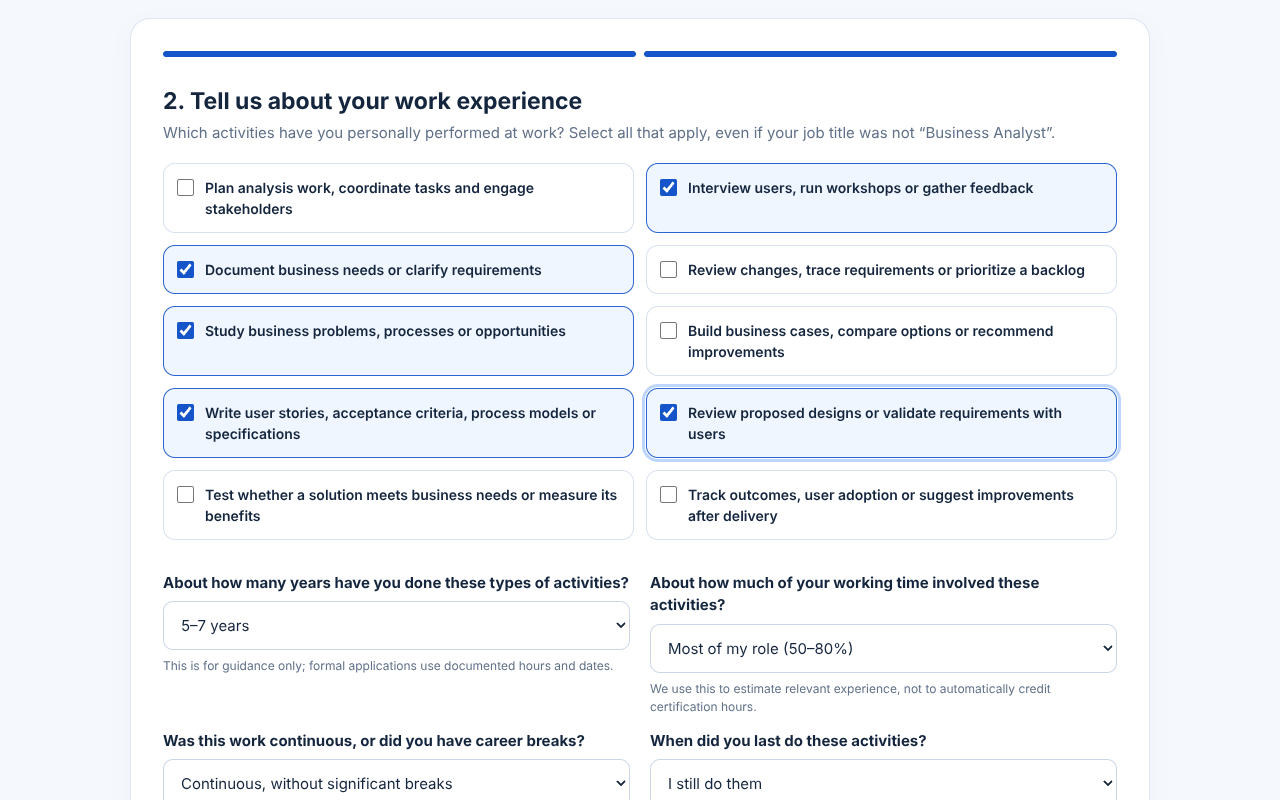 2. Tell us about your work experience
Which activities have you personally performed at work? Select all that apply, even if your job title was not “Business Analyst”.
Plan analysis work, coordinate tasks and engage
stakeholders
Interview users, run workshops or gather feedback
Document business needs or clarify requirements
Review changes, trace requirements or prioritize a backlog
Study business problems, processes or opportunities
Build business cases, compare options or recommend
improvements
Write user stories, acceptance criteria, process models or
specifications
Review proposed designs or validate requirements with
users
Test whether a solution meets business needs or measure its
benefits
Track outcomes, user adoption or suggest improvements
after delivery
About how many years have you done these types of activities?
5–7 years
This is for guidance only; formal applications use documented hours and dates.
About how much of your working time involved these
activities?
Most of my role (50–80%)
We use this to estimate relevant experience, not to automatically credit
certification hours.
Was this work continuous, or did you have career breaks?
Continuous, without significant breaks
When did you last do these activities?
I still do them